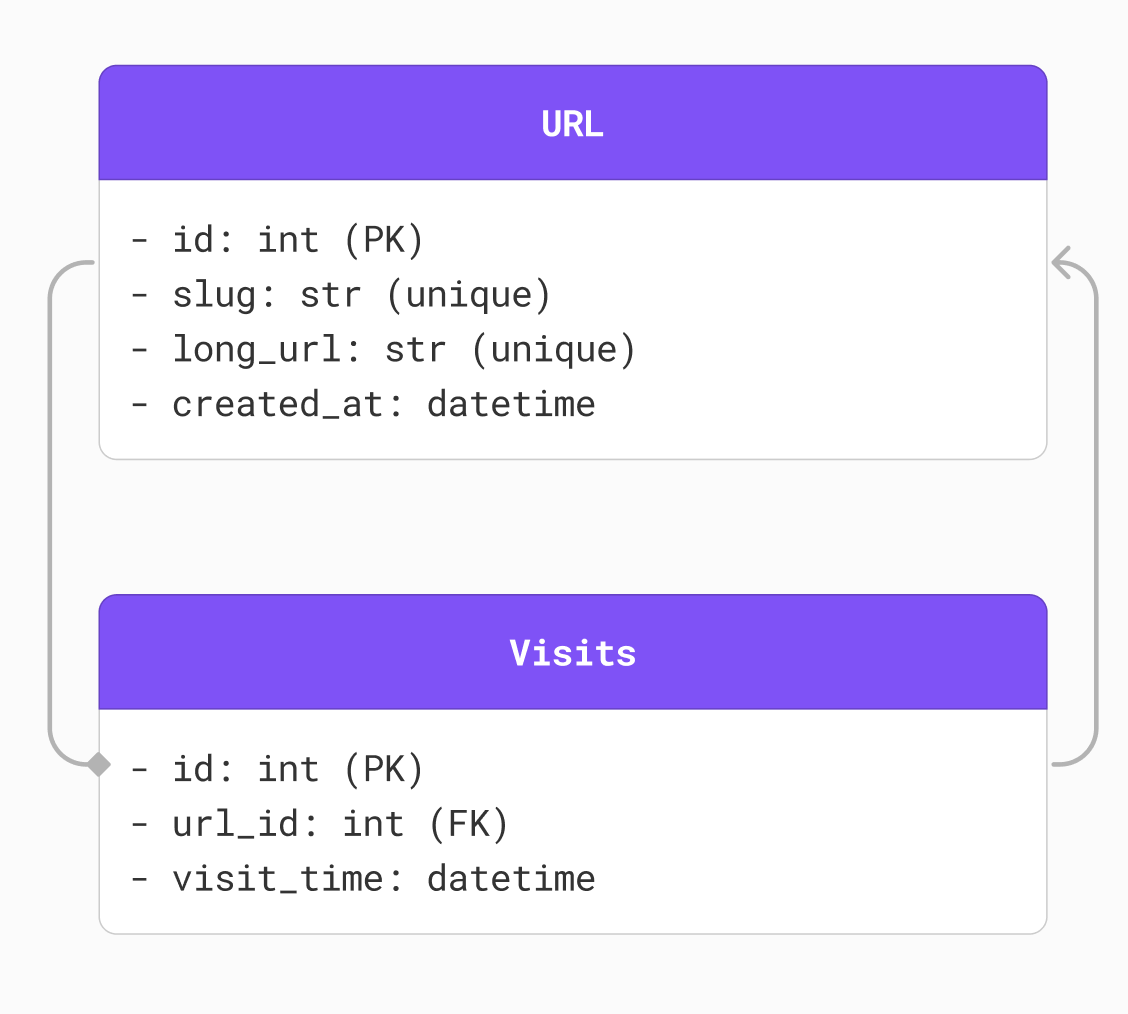 URL
- id: int (PK)
- slug: str (unique)
- long_url: str (unique)
- created_at: datetime
Visits
- id: int (PK)
- url_id: int (FK)
- visit_time: datetime